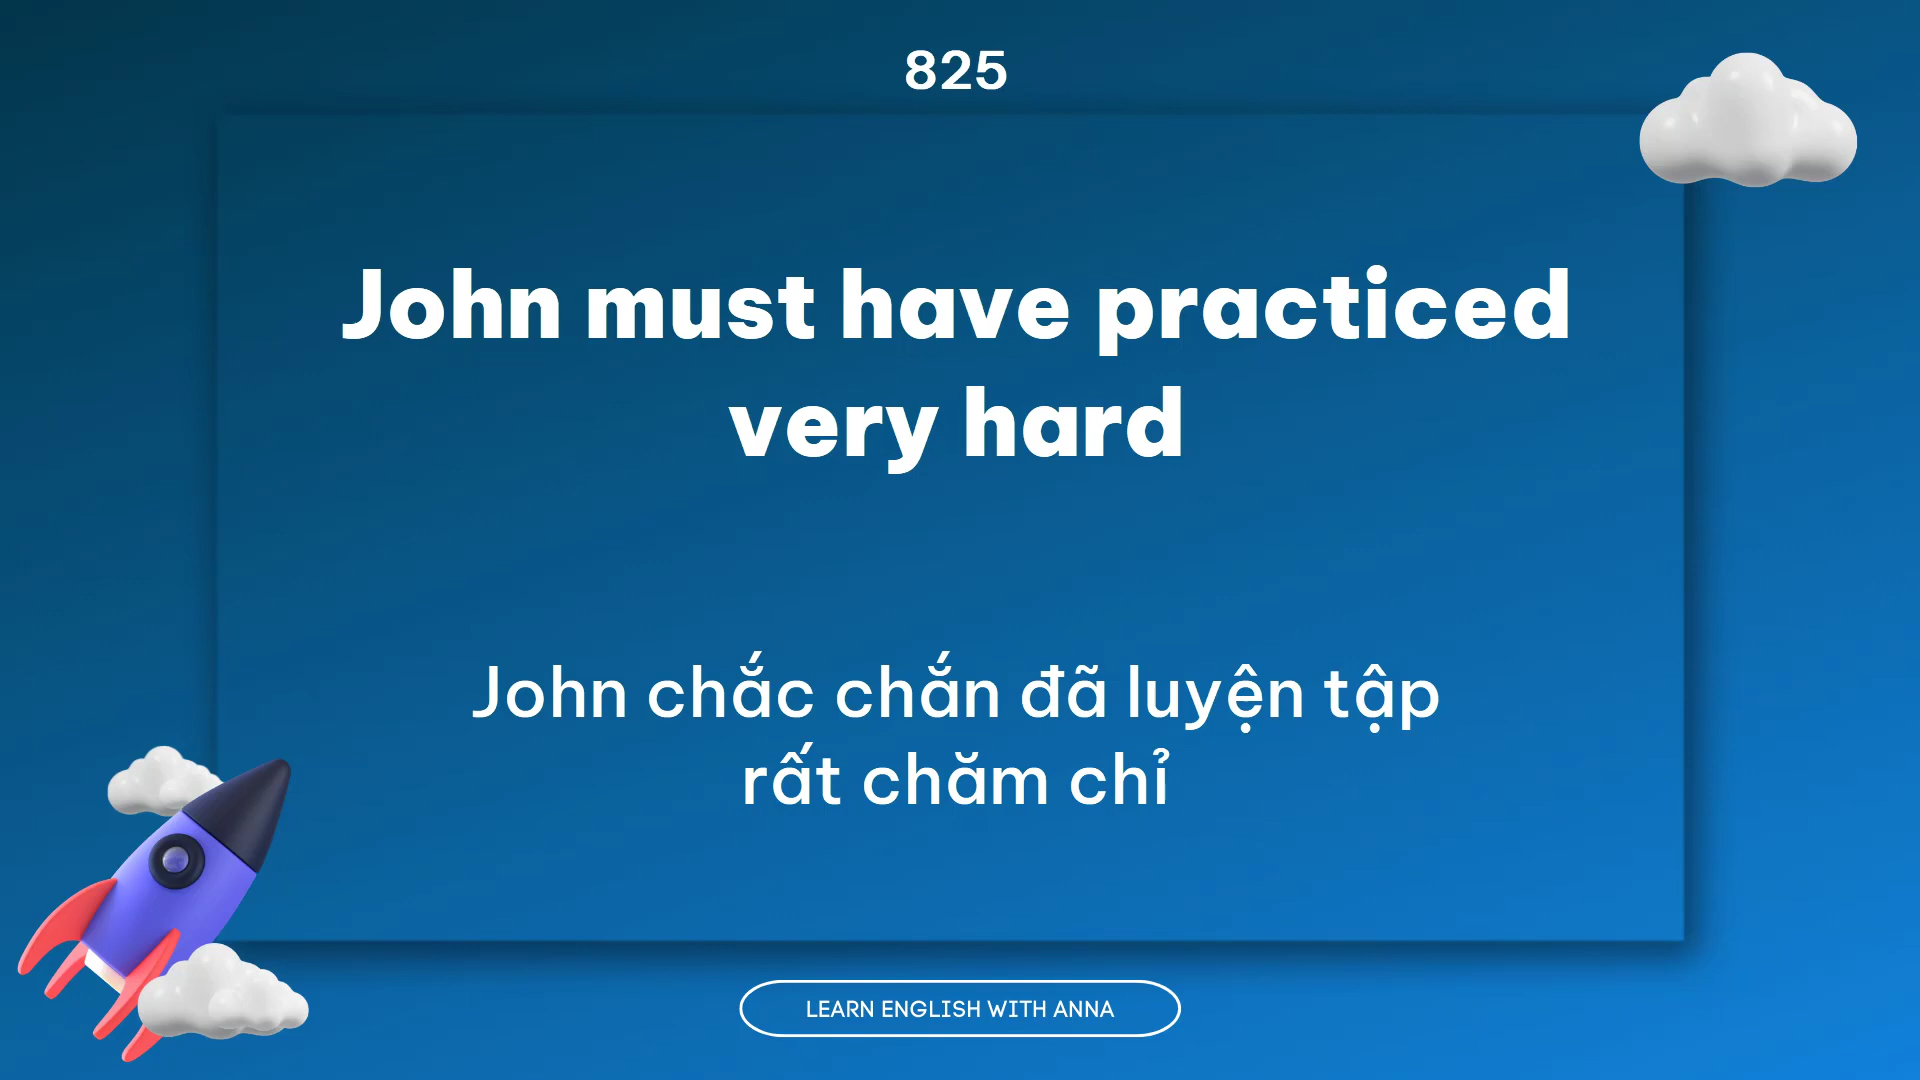 825
John must have practiced
very hard
John chắc chắn đã luyện tập
rất chăm chỉ
LEARN ENGLISH WITH ANNA